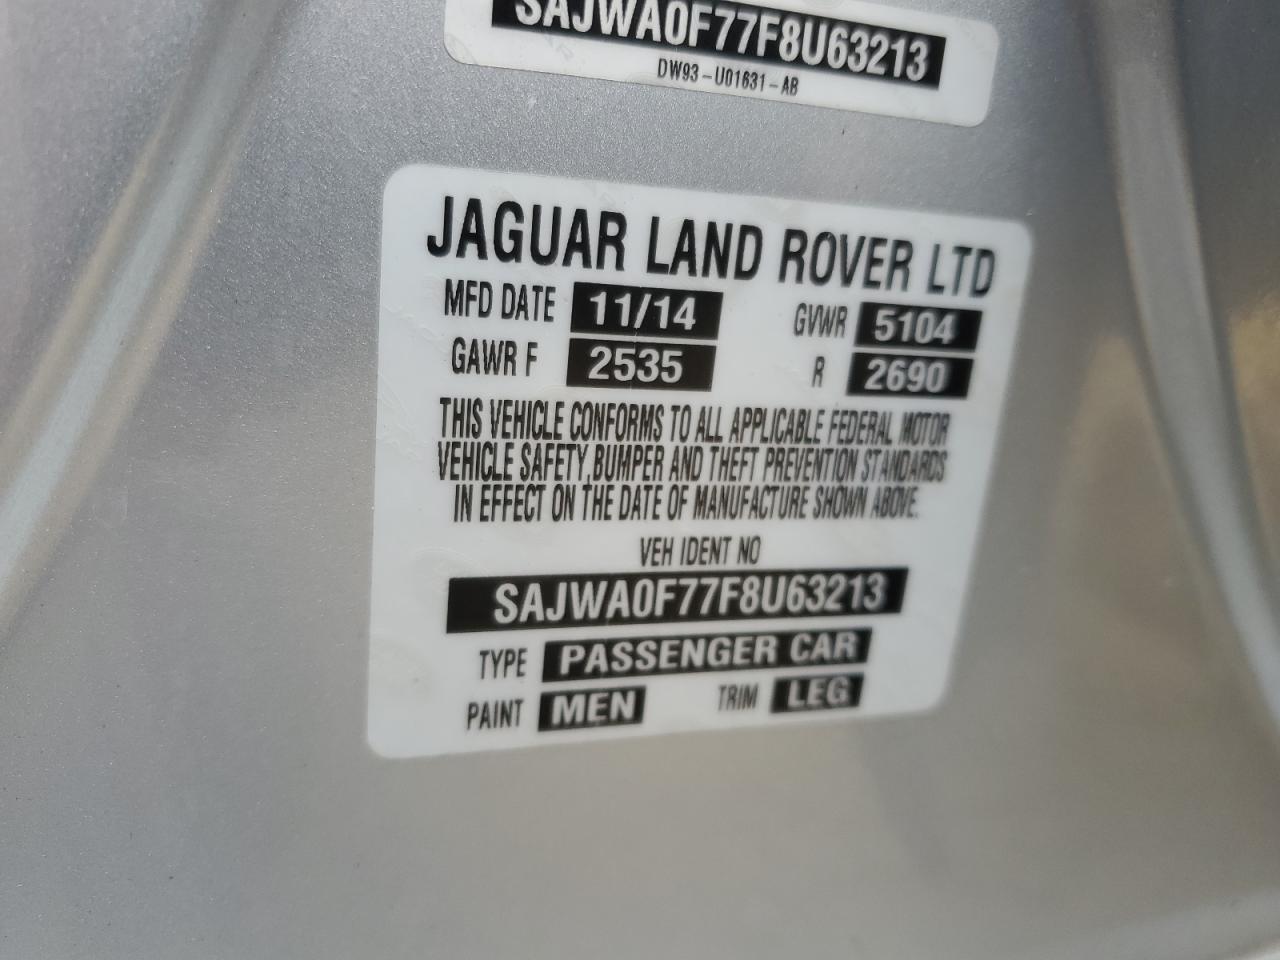 SAJWA0F77F8U63213
DW93-U01631-AB
JAGUAR LAND ROVER LTD
MFD DATE 11/14 GVWR 5104
GAWR F 2535 R 2690
THIS VEHICLE CONFORMS TO ALL APPLICABLE FEDERAL MOTOR
VEHICLE SAFETY,BUMPER AND THEFT PREVENTION STANDARDS
IN EFFECT ON THE DATE OF MANUFACTURE SHOWN ABOVE.
VEH IDENT NO
SAJWA0F77F8U63213
TYPE PASSENGER CAR
PAINT MEN TRIM LEG